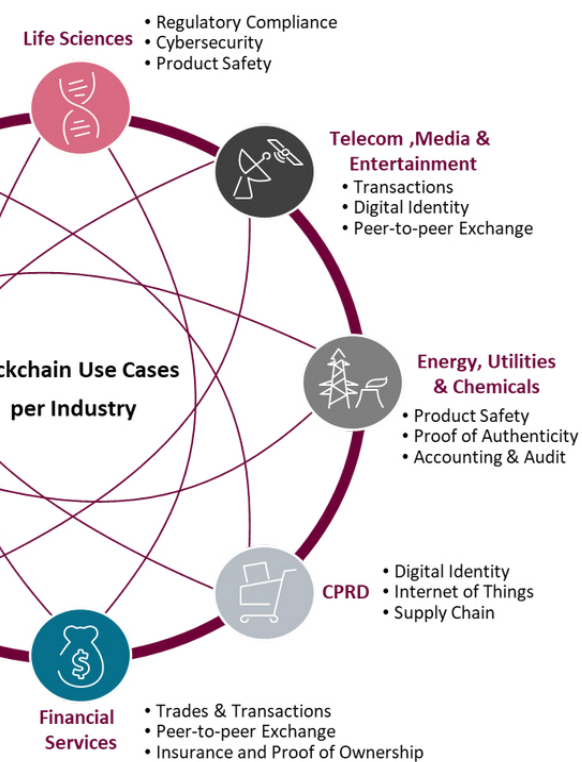 Life Sciences
• Regulatory Compliance
• Cybersecurity
• Product Safety
Telecom ,Media &
Entertainment
• Transactions
• Digital Identity
• Peer-to-peer Exchange
ckchain Use Cases
per Industry
Energy, Utilities
& Chemicals
• Product Safety
• Proof of Authenticity
• Accounting & Audit
CPRD
• Digital Identity
• Internet of Things
• Supply Chain
$
Financial
Services
• Trades & Transactions
• Peer-to-peer Exchange
• Insurance and Proof of Ownership